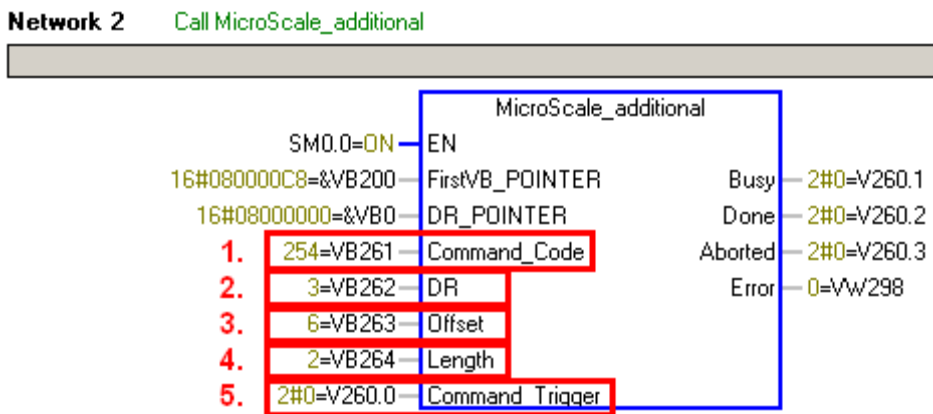 Network 2 Call MicroScale_additional
MicroScale_additional
SM0.0=ON EN
16#080000C8=&VB200 FirstVB_POINTER Busy 2#0=V260.1
16#08000000=&VB0 DR_POINTER Done 2#0=V260.2
1. 254=VB261 Command_Code Aborted 2#0=V260.3
2. 3=VB262 DR Error 0=VW298
3. 6=VB263 Offset
4. 2=VB264 Length
5. 2#0=V260.0 Command_Trigger